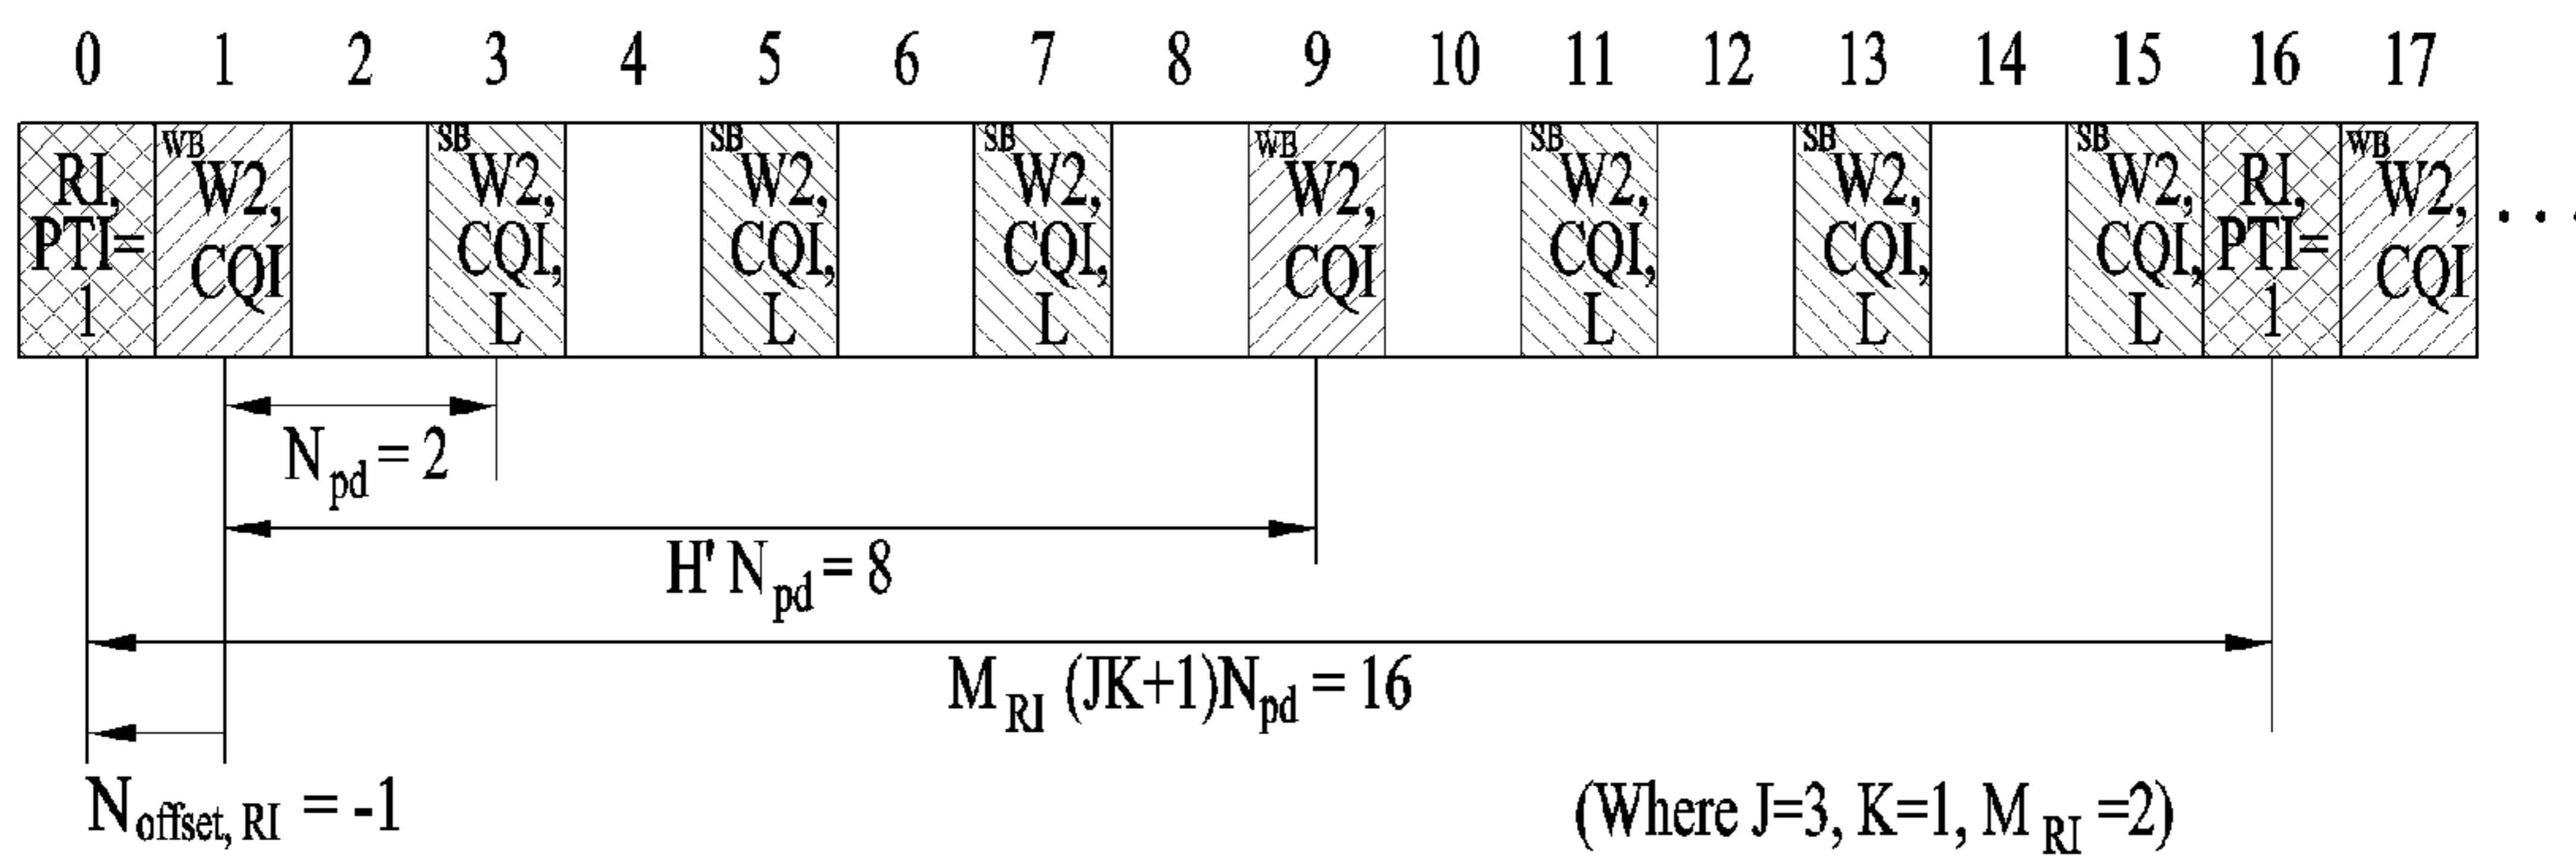 0 1 2 3 4 5 6 7 8 9 10 11 12 13 14 15 16 17
RI, PTI= 1
WB W2, CQI
SB W2, CQI, L
SB W2, CQI, L
SB W2, CQI, L
WB W2, CQI
SB W2, CQI, L
SB W2, CQI, L
SB W2, CQI, L
RI, PTI= 1
WB W2, CQI
. . .
N pd = 2
H' N pd = 8
M RI (JK+1)N pd = 16
N offset, RI = -1
(Where J=3, K=1, M RI =2)